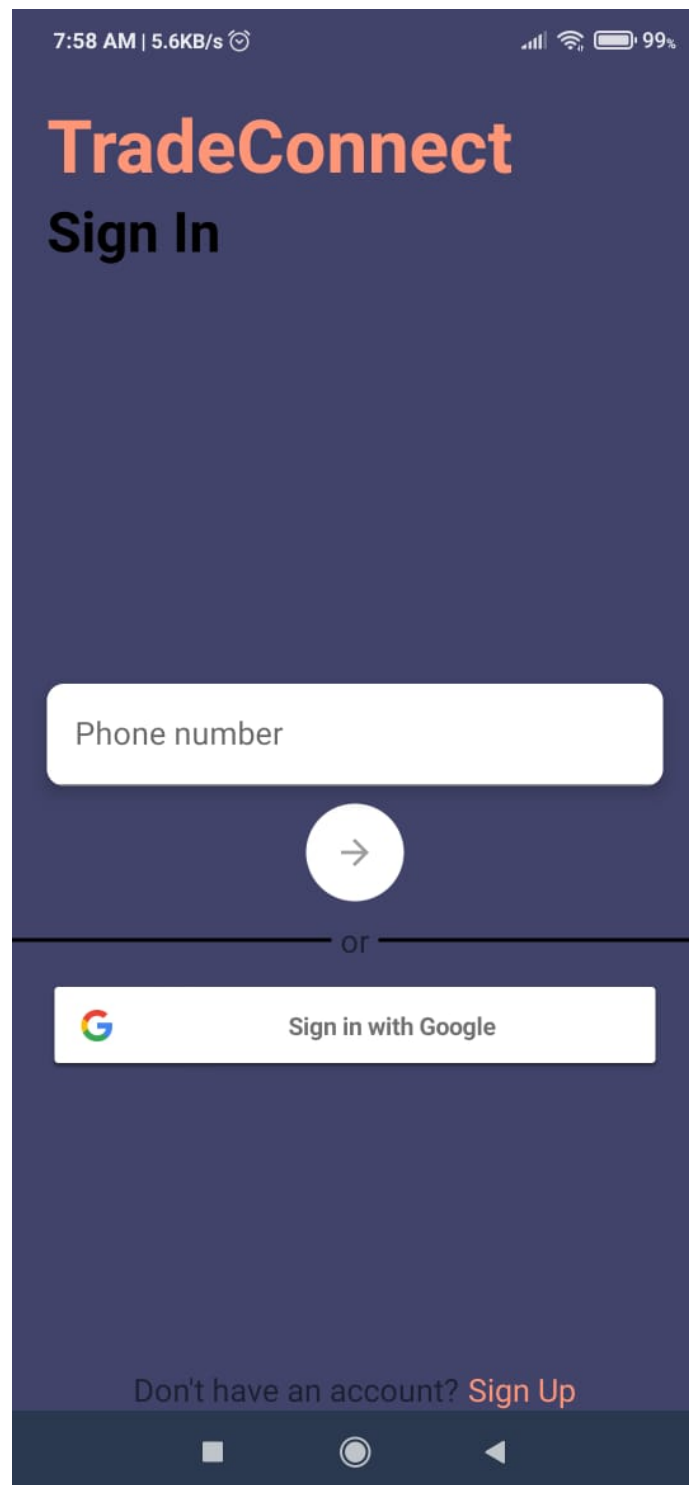 7:58 AM | 5.6KB/s 99%
TradeConnect
Sign In
Phone number
or
Sign in with Google
Don't have an account? Sign Up